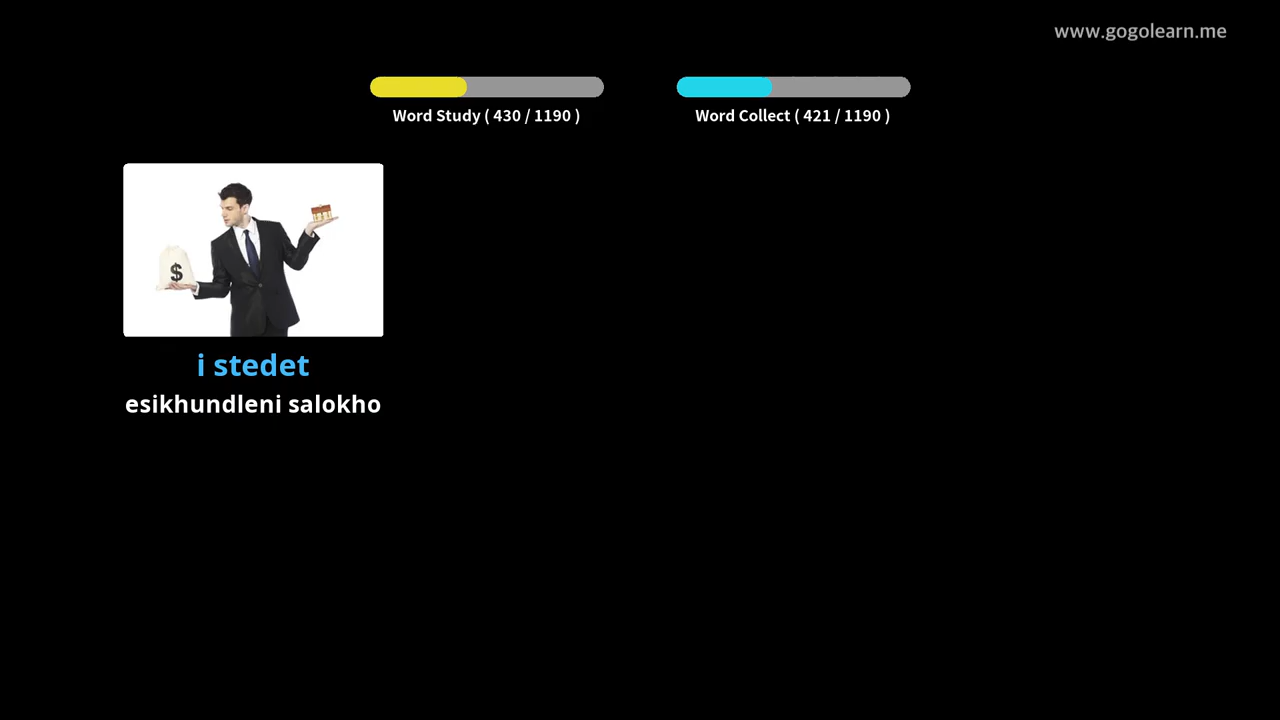 www.gogolearn.me
Word Study ( 430 / 1190 )
Word Collect ( 421 / 1190 )
$
i stedet
esikhundleni salokho